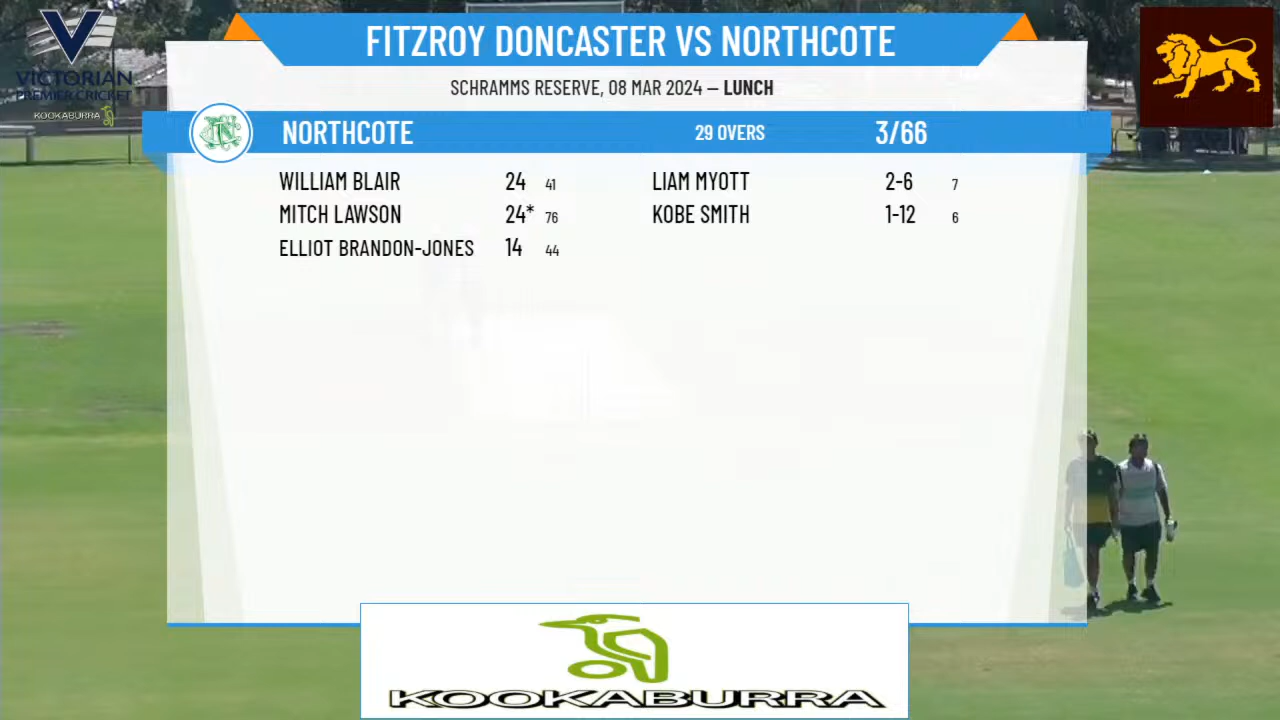 FITZROY DONCASTER VS NORTHCOTE
VICTORIAN
PREMIER CRICKET
KOOKABURRA
SCHRAMMS RESERVE, 08 MAR 2024 – LUNCH
NORTHCOTE 29 OVERS 3/66
WILLIAM BLAIR 24 41 LIAM MYOTT 2-6 7
MITCH LAWSON 24* 76 KOBE SMITH 1-12 6
ELLIOT BRANDON-JONES 14 44
KOOKABURRA